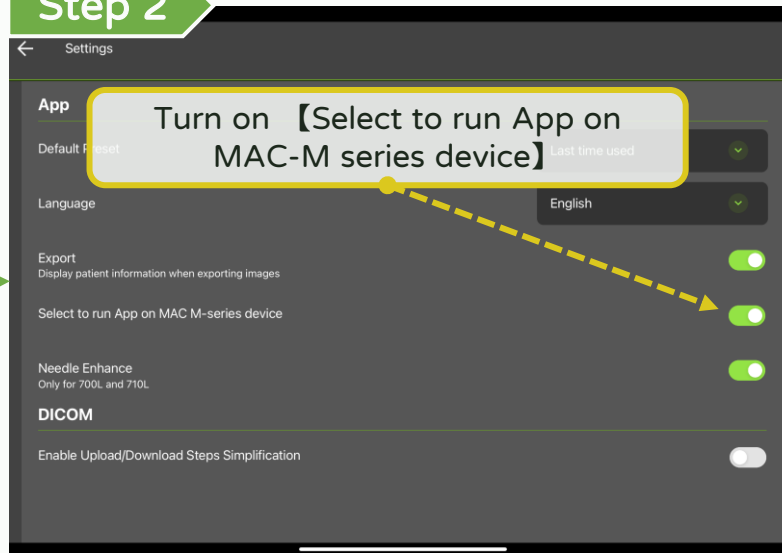 Step 2
Settings
App
Turn on 【Select to run App on
MAC-M series device】
Default Preset
Last time used
Language
English
Export
Display patient information when exporting images
Select to run App on MAC M-series device
Needle Enhance
Only for 700L and 710L
DICOM
Enable Upload/Download Steps Simplification